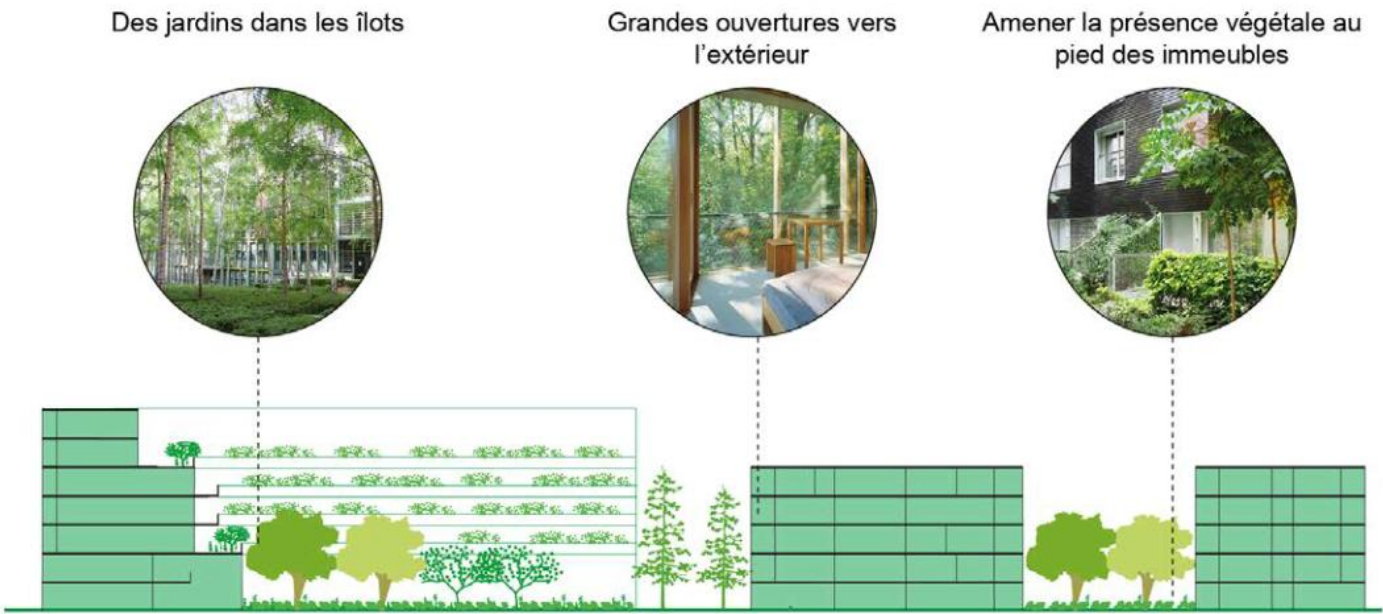 Des jardins dans les îlots
Grandes ouvertures vers
l'extérieur
Amener la présence végétale au
pied des immeubles